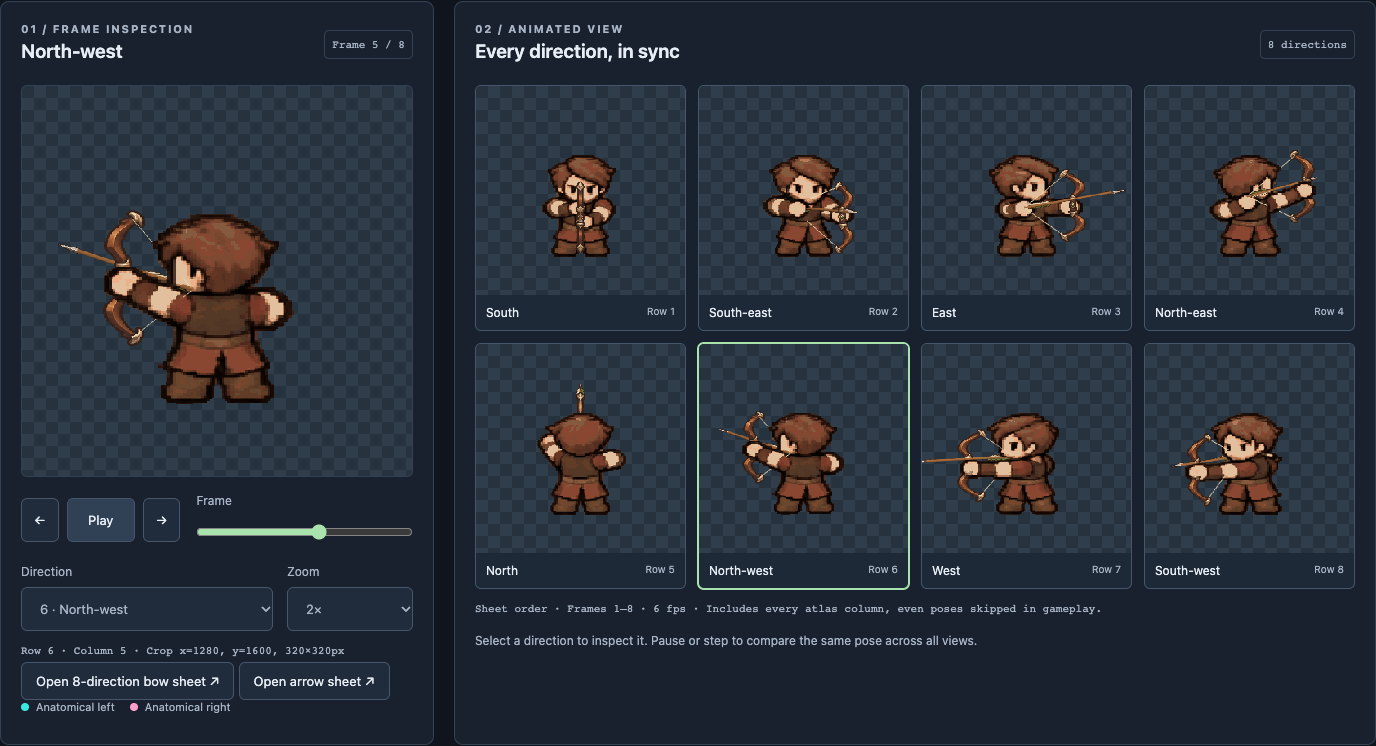 01 / FRAME INSPECTION
North-west
Frame 5 / 8
← Play → Frame
Direction Zoom
6 · North-west 2×
Row 6 · Column 5 · Crop x=1280, y=1600, 320×320px
Open 8-direction bow sheet ↗ Open arrow sheet ↗
Anatomical left Anatomical right
02 / ANIMATED VIEW
Every direction, in sync
8 directions
South Row 1
South-east Row 2
East Row 3
North-east Row 4
North Row 5
North-west Row 6
West Row 7
South-west Row 8
Sheet order · Frames 1–8 · 6 fps · Includes every atlas column, even poses skipped in gameplay.
Select a direction to inspect it. Pause or step to compare the same pose across all views.